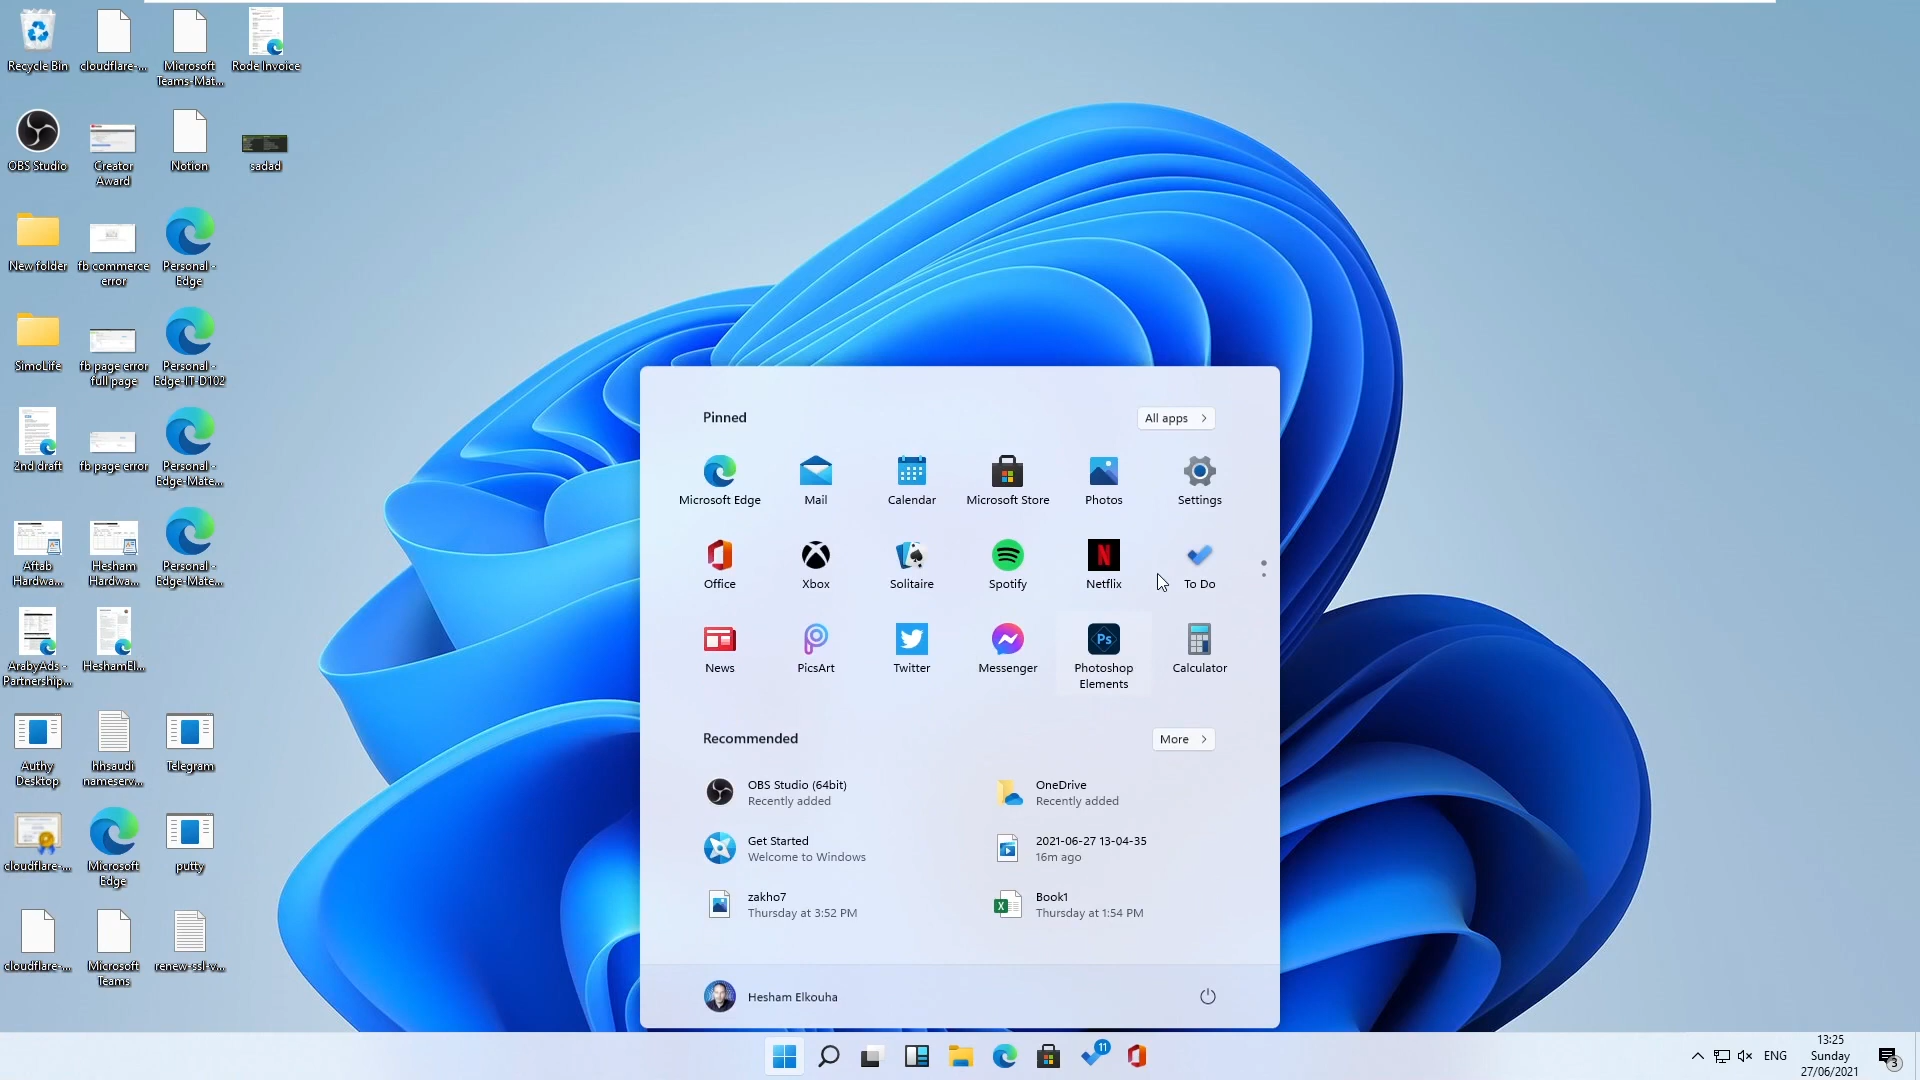 Recycle Bin
cloudflare-...
Microsoft
Teams-Mat...
Rode Invoice
OBS Studio
Creator
Award
Notion
sadad
New folder
fb commerce
error
Personal -
Edge
SimoLife
fb page error
full page
Personal -
Edge-IT-D102
2nd draft
fb page error
Personal -
Edge-Mate...
Aftab
Hardwa...
Hesham
Hardwa...
Personal -
Edge-Mate...
ArabyAds -
Partnership...
HeshamEl...
Authy
Desktop
hhsaudi
nameserv...
Telegram
cloudflare-...
Microsoft
Edge
putty
cloudflare-...
Microsoft
Teams
renew-ssl-v...
Pinned
All apps
Microsoft Edge
Mail
Calendar
Microsoft Store
Photos
Settings
Office
Xbox
Solitaire
Spotify
N
Netflix
To Do
News
PicsArt
Twitter
Messenger
Ps
Photoshop
Elements
Calculator
Recommended
More
OBS Studio (64bit)
Recently added
OneDrive
Recently added
Get Started
Welcome to Windows
2021-06-27 13-04-35
16m ago
zakho7
Thursday at 3:52 PM
Book1
Thursday at 1:54 PM
Hesham Elkouha
11
ENG
13:25
Sunday
27/06/2021
3